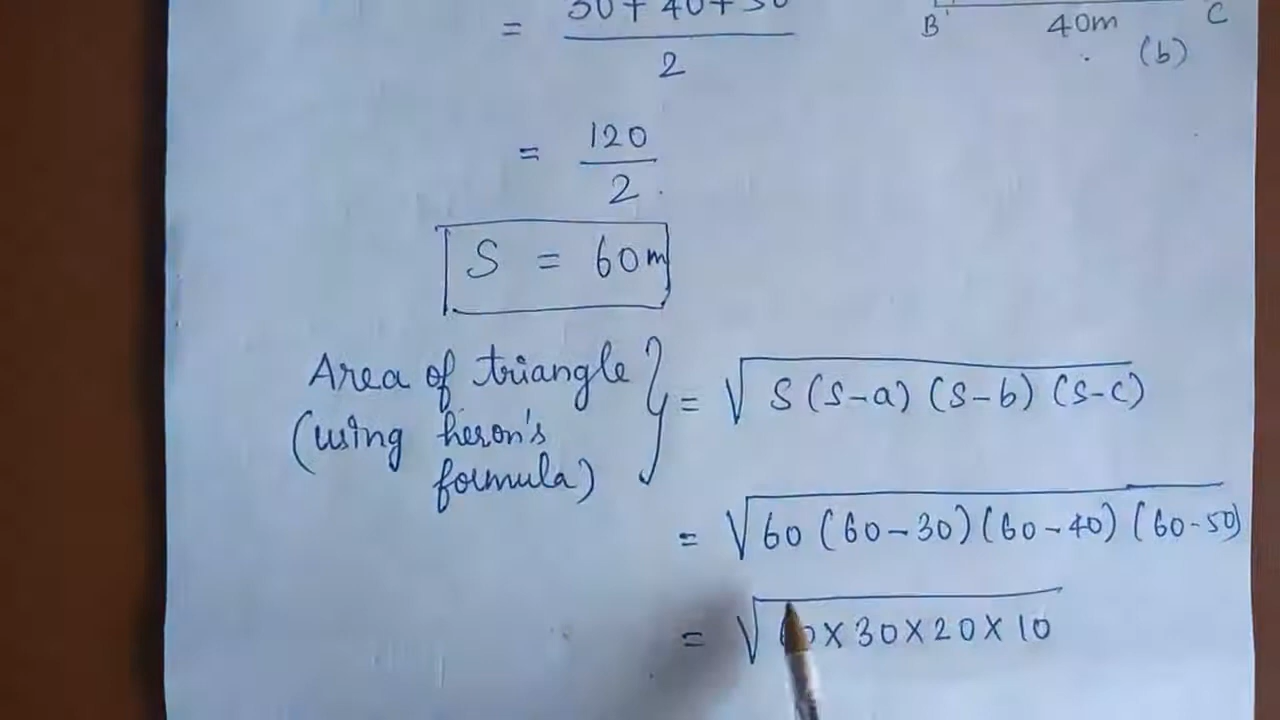 = 30 + 40 + 50
2
B 40m C
(b)
= 120
2
S = 60m
Area of triangle
(using heron's
formula)
= √ S (S-a) (S-b) (S-c)
= √ 60 (60-30) (60-40) (60-50)
= √ 60 X 30 X 20 X 10